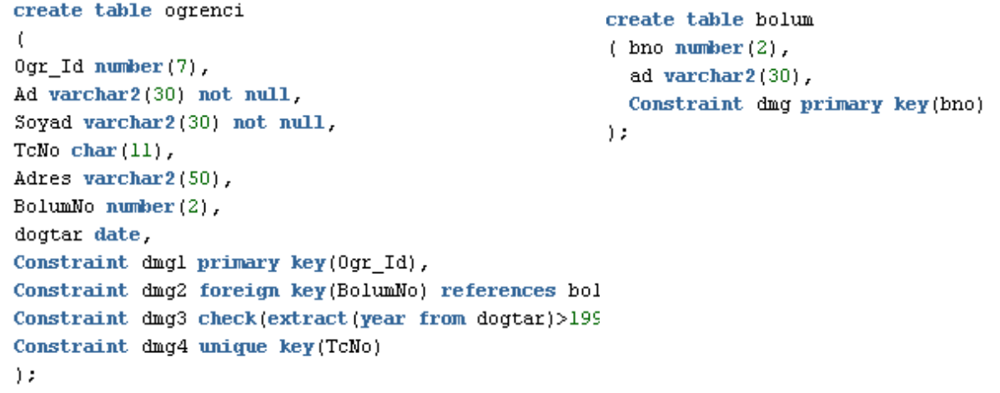 create table ogrenci
(
Ogr_Id number(7),
Ad varchar2(30) not null,
Soyad varchar2(30) not null,
TcNo char(11),
Adres varchar2(50),
BolumNo number(2),
dogtar date,
Constraint dmg1 primary key(Ogr_Id),
Constraint dmg2 foreign key(BolumNo) references bol
Constraint dmg3 check(extract(year from dogtar)>199
Constraint dmg4 unique key(TcNo)
);
create table bolum
( bno number(2),
ad varchar2(30),
Constraint dmg primary key(bno)
);